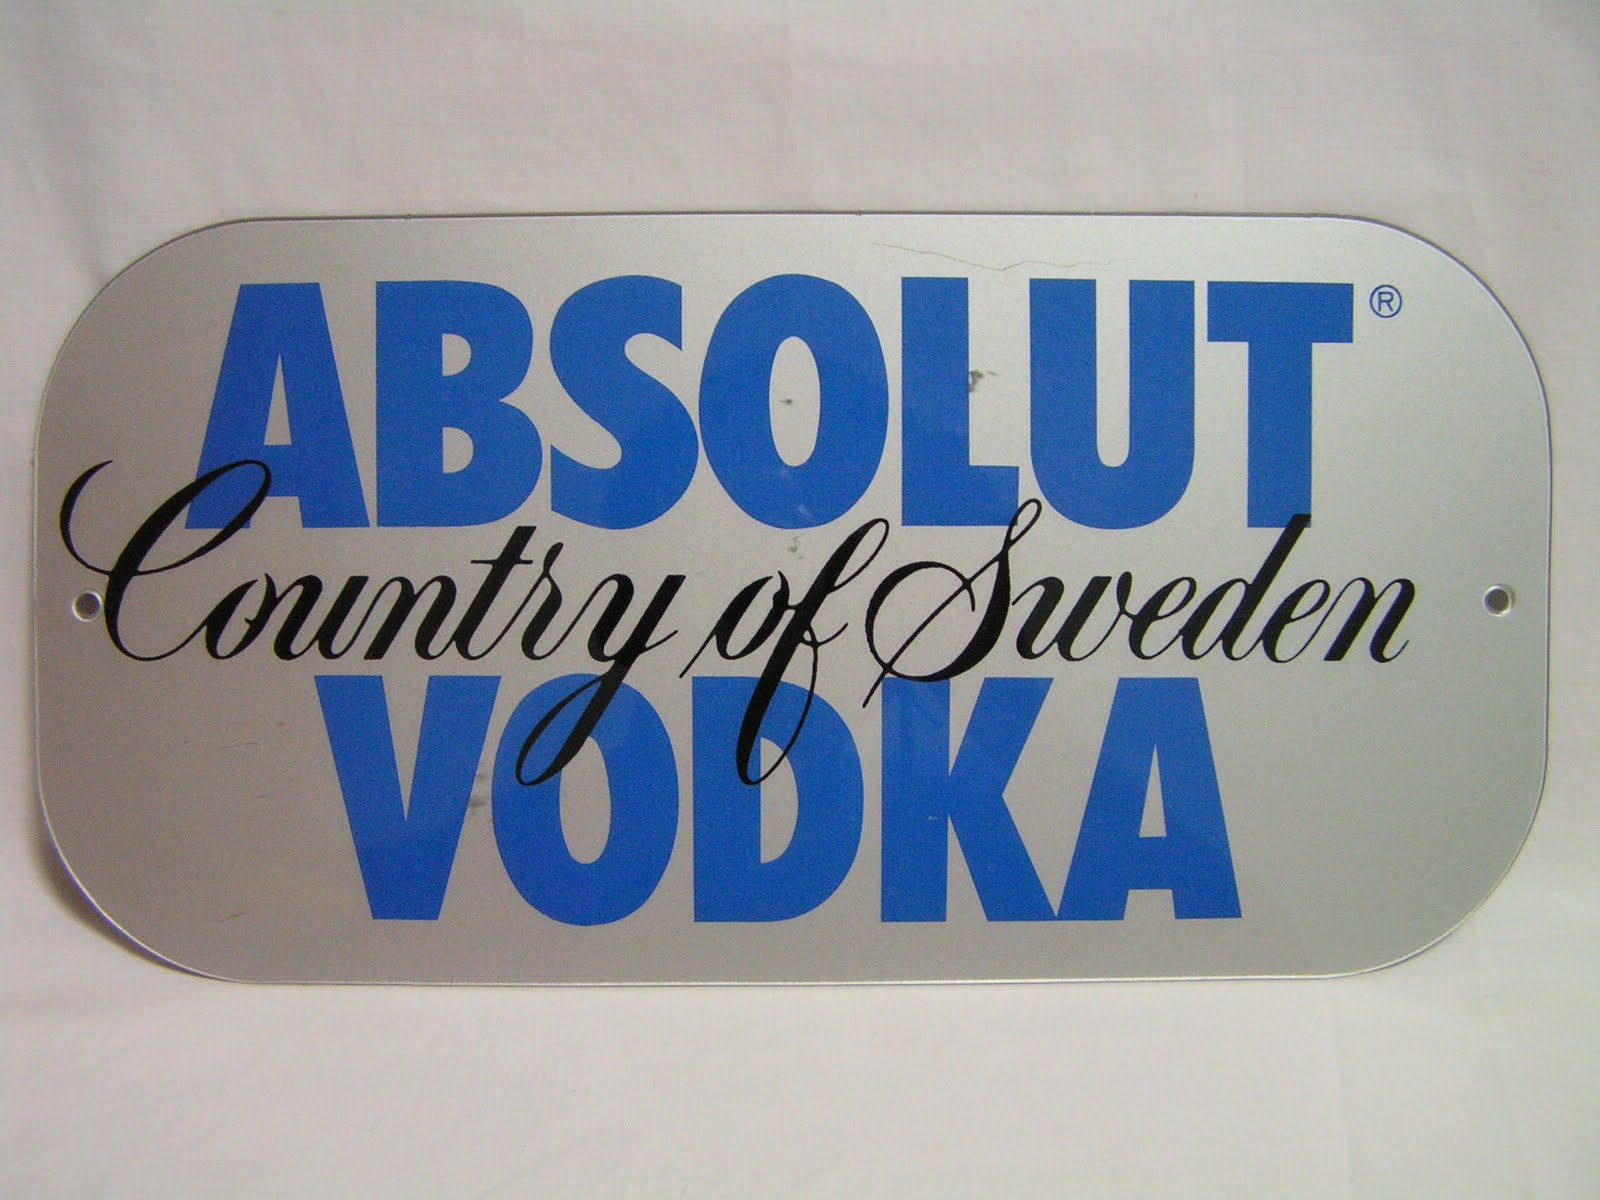 ABSOLUT®
Country of Sweden
VODKA